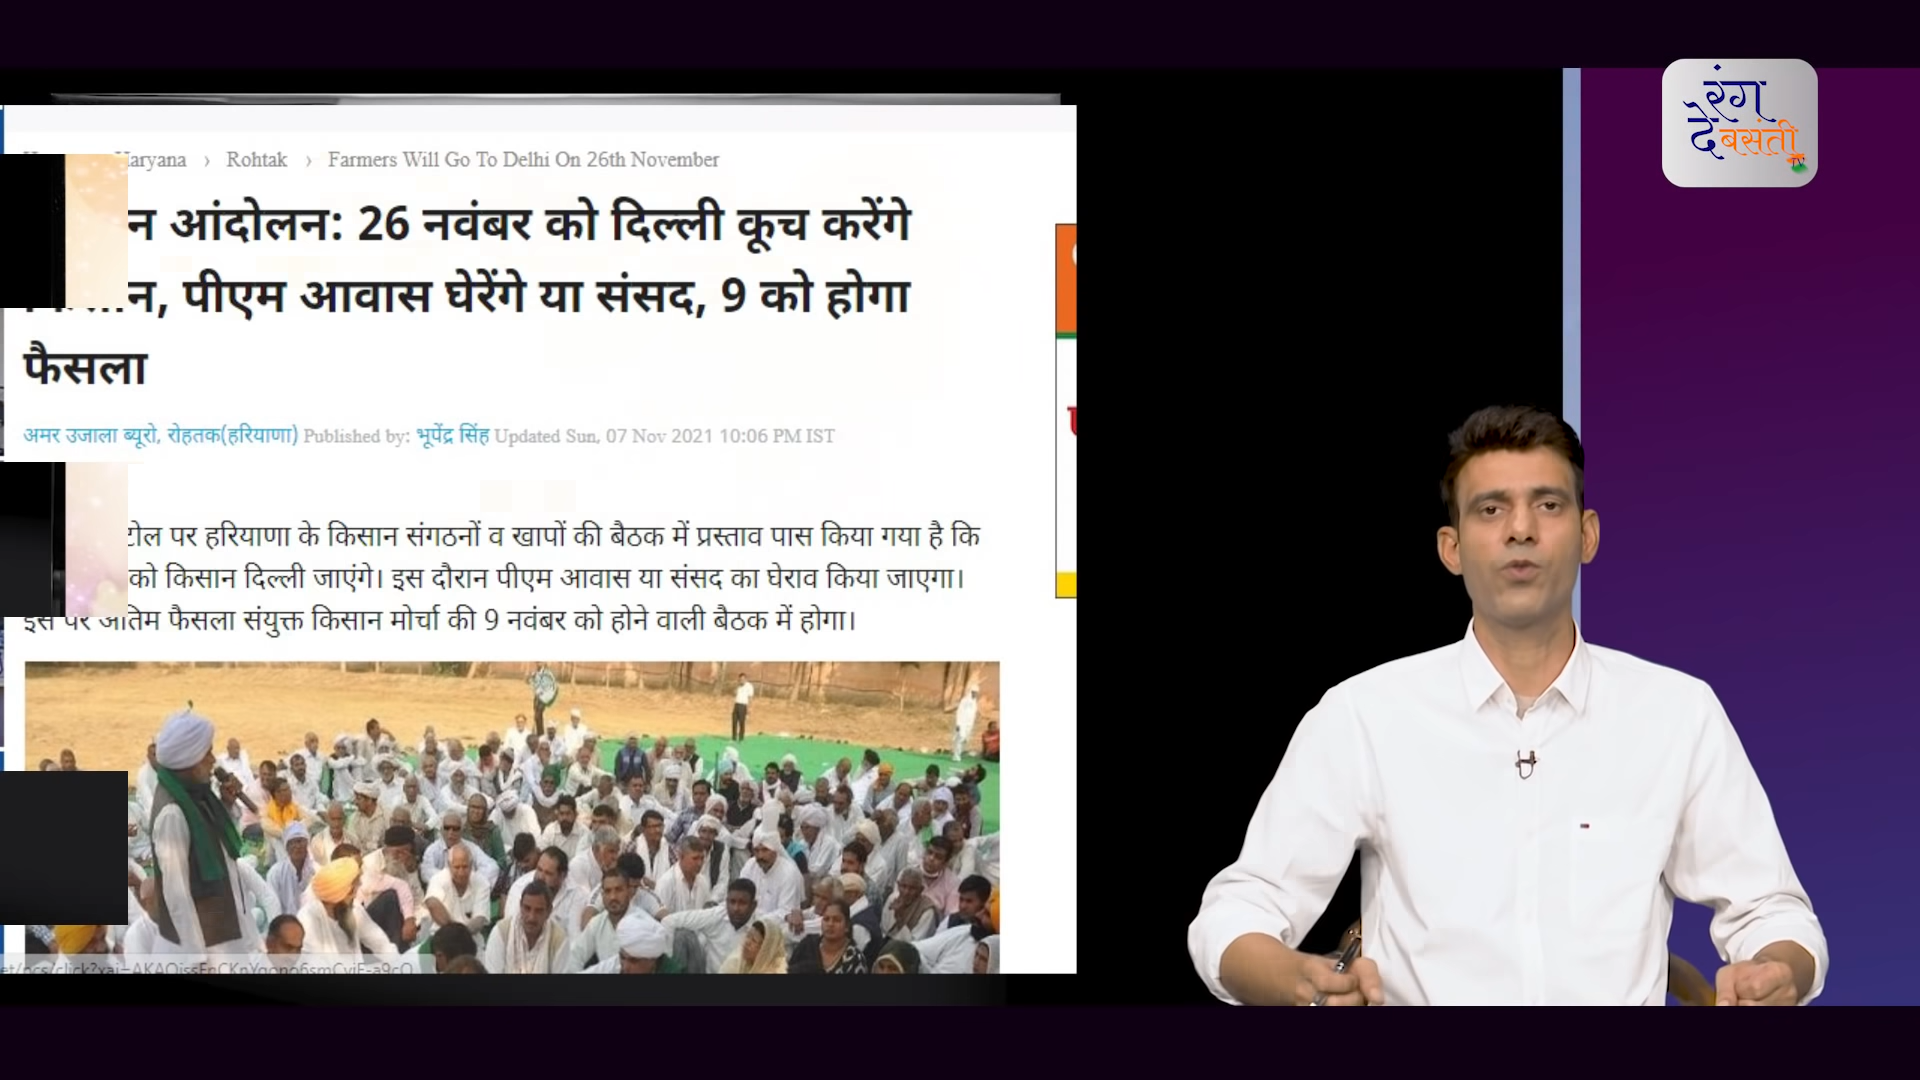 रंग
दे बसंती
TV
Haryana › Rohtak › Farmers Will Go To Delhi On 26th November
न आंदोलन: 26 नवंबर को दिल्ली कूच करेंगे
न, पीएम आवास घेरेंगे या संसद, 9 को होगा
फैसला
अमर उजाला ब्यूरो, रोहतक(हरियाणा) Published by: भूपेंद्र सिंह Updated Sun, 07 Nov 2021 10:06 PM IST
टोल पर हरियाणा के किसान संगठनों व खापों की बैठक में प्रस्ताव पास किया गया है कि
को किसान दिल्ली जाएंगे। इस दौरान पीएम आवास या संसद का घेराव किया जाएगा।
इस पर अंतिम फैसला संयुक्त किसान मोर्चा की 9 नवंबर को होने वाली बैठक में होगा।